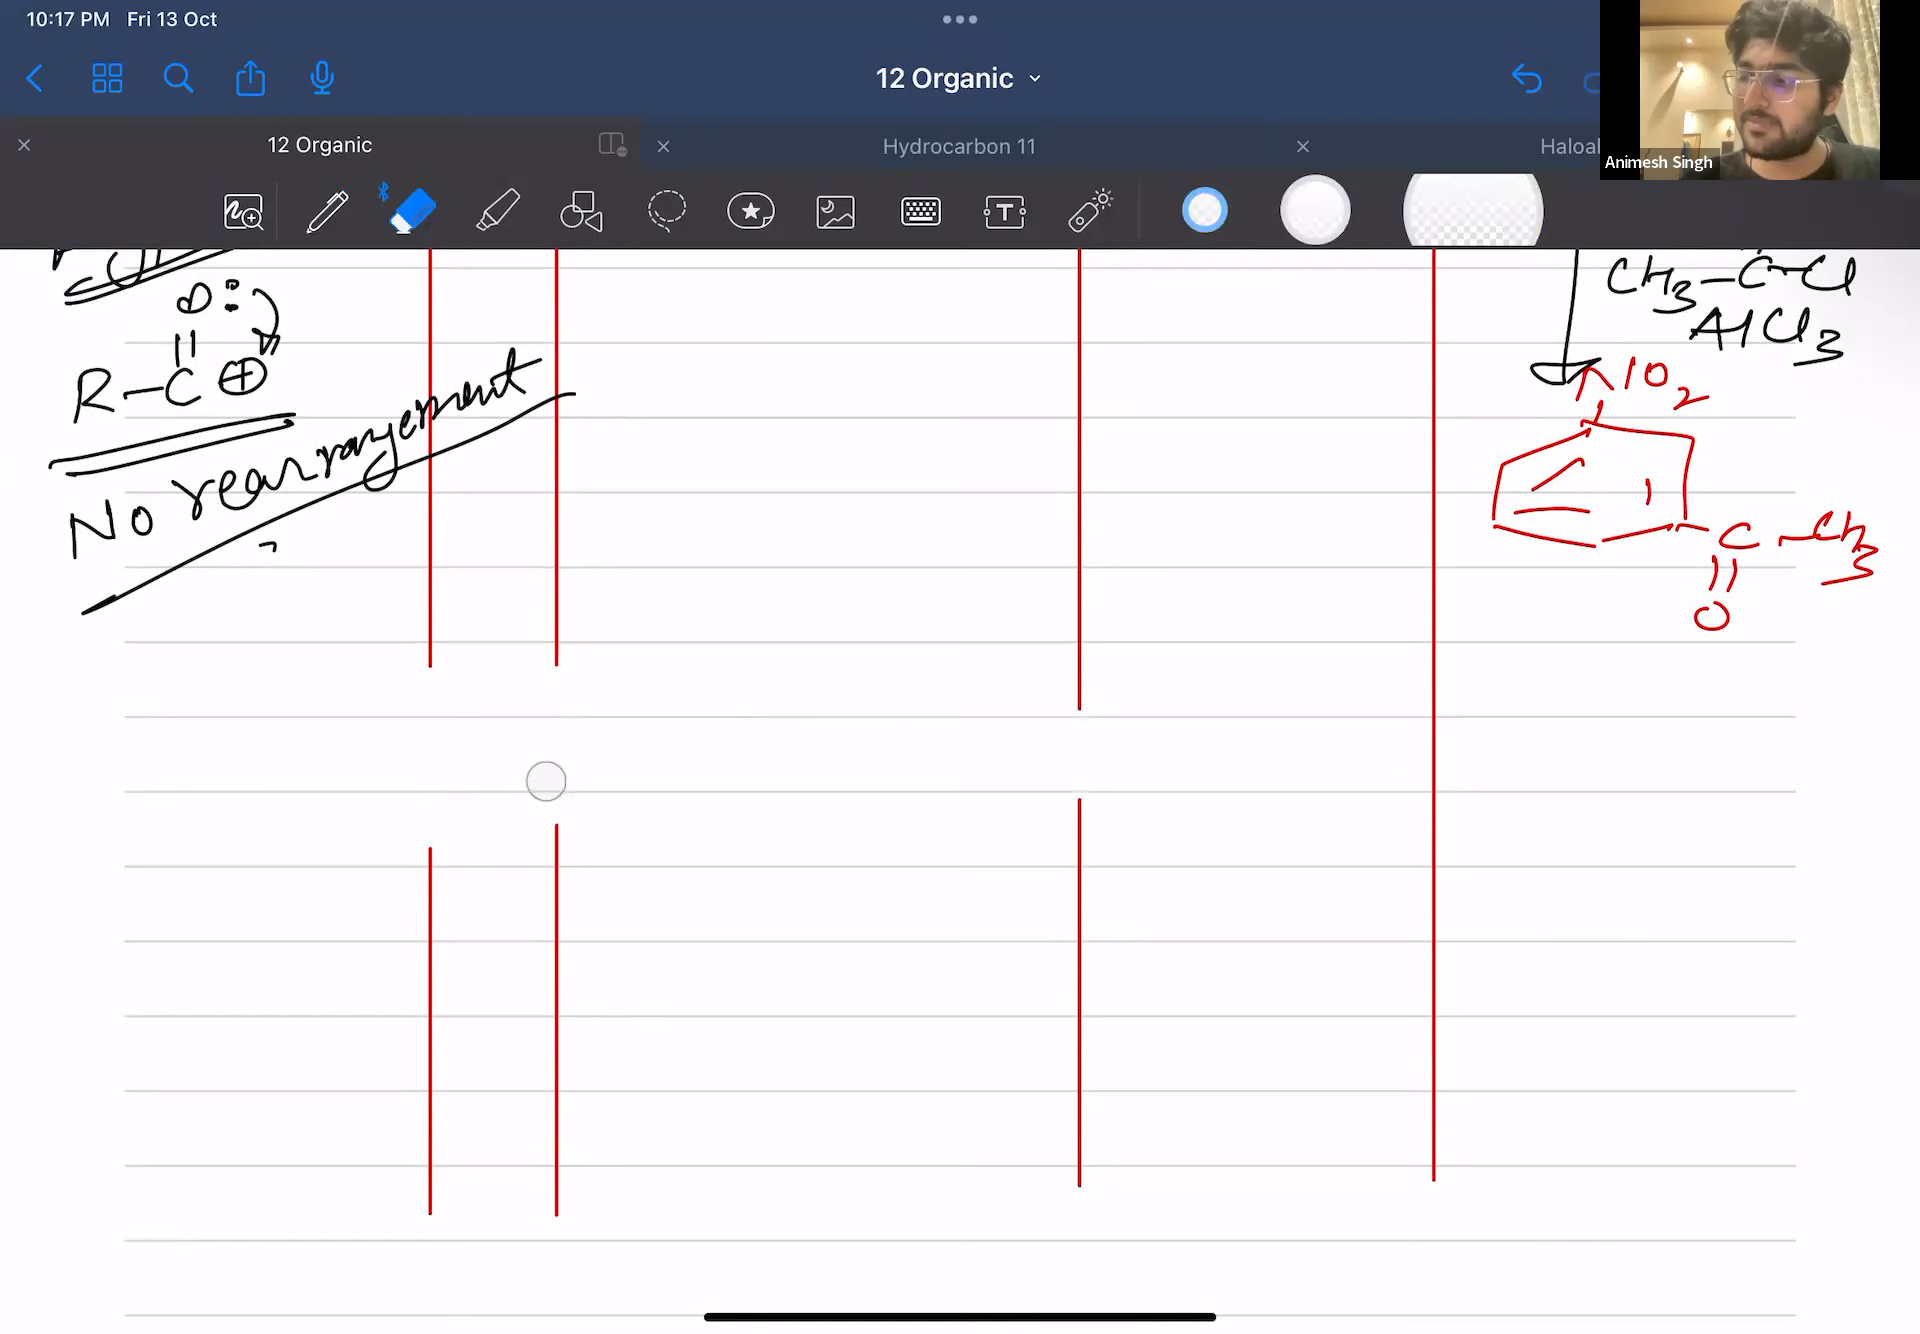 10:17 PM Fri 13 Oct
12 Organic
12 Organic
Hydrocarbon 11
Haloal
Animesh Singh
T
O:
||
R-C⊕
No rearrangement
CH3-C-Cl
AlCl3
NO2
C-CH3
||
O